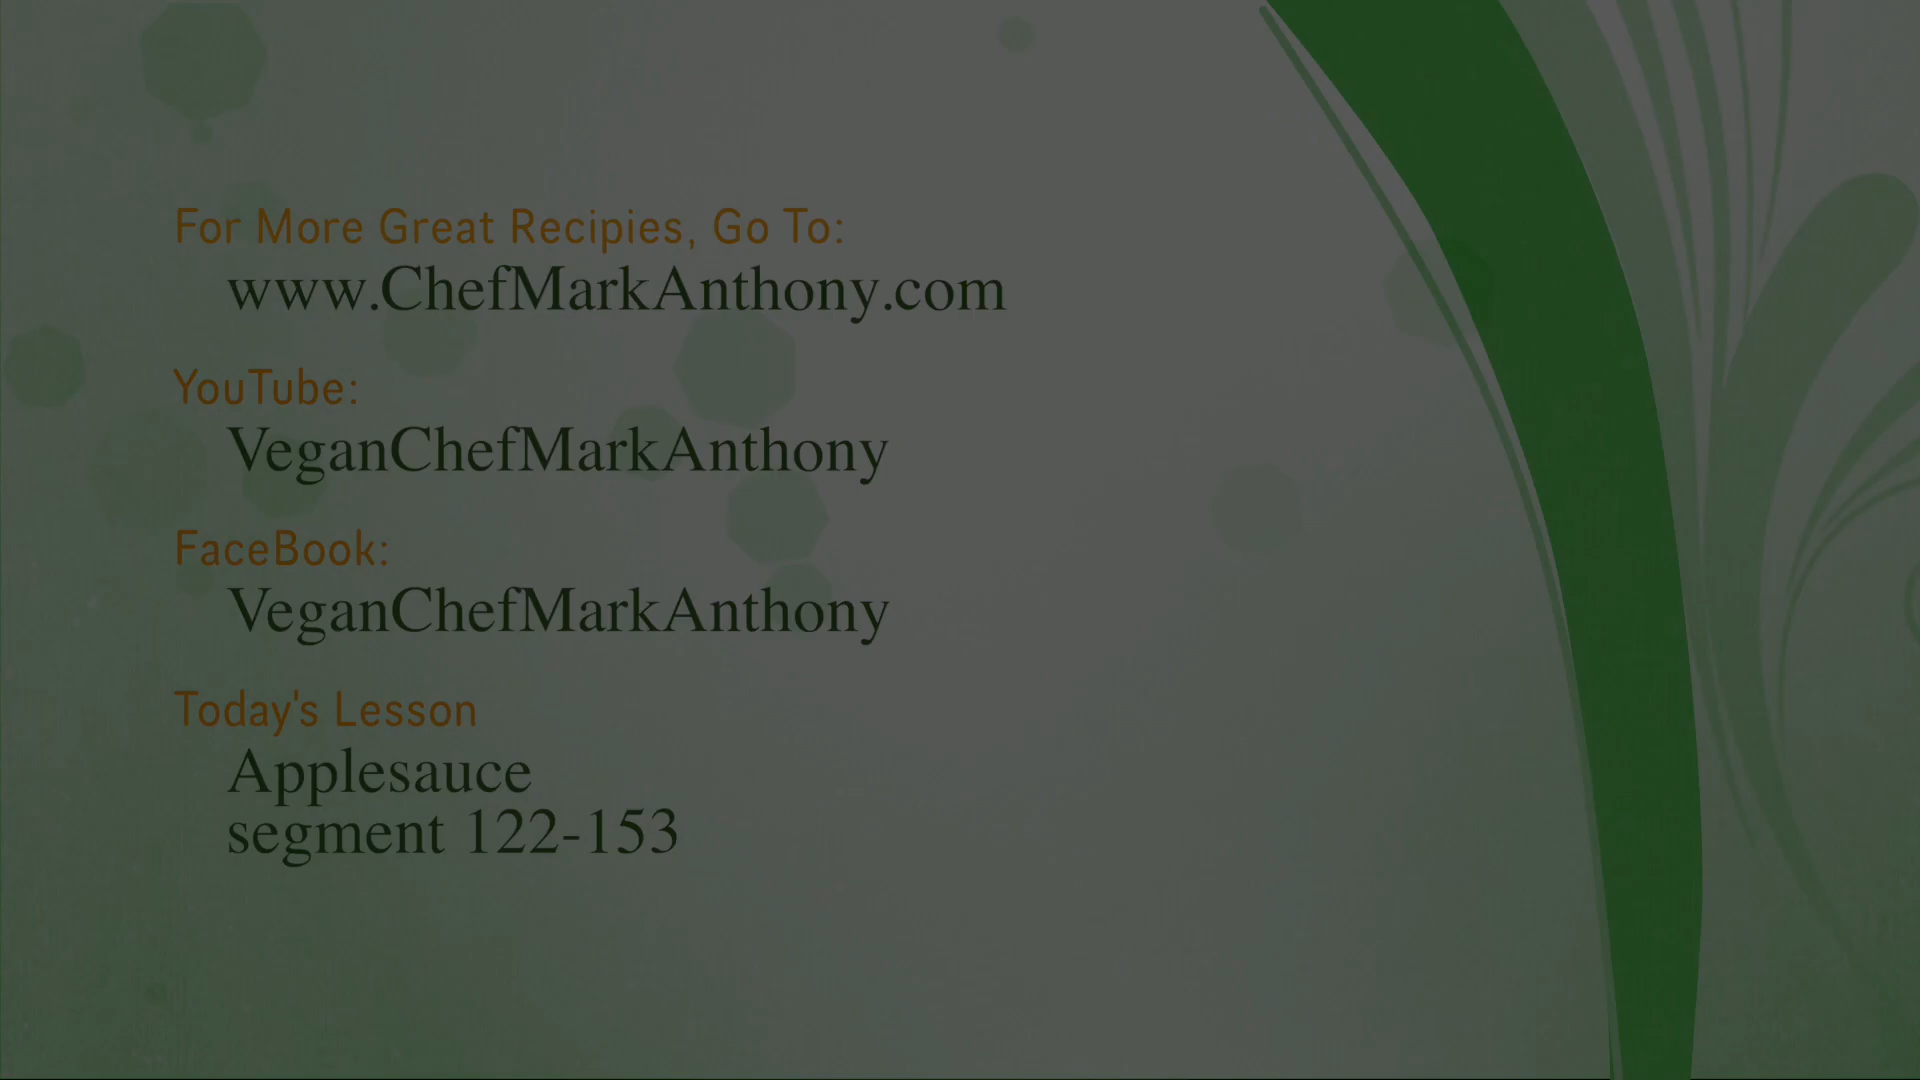 For More Great Recipies, Go To:
www.ChefMarkAnthony.com
YouTube:
VeganChefMarkAnthony
FaceBook:
VeganChefMarkAnthony
Today's Lesson
Applesauce
segment 122-153